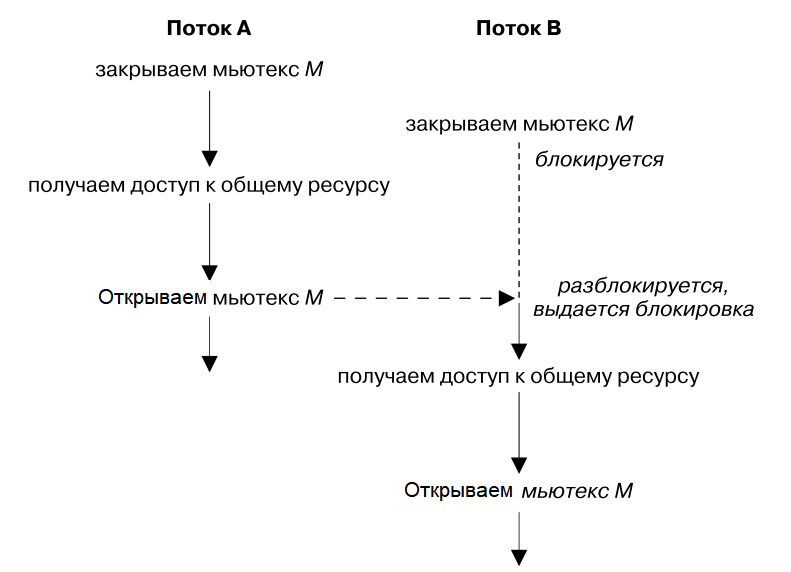 Поток A
Поток B
закрываем мьютекс M
закрываем мьютекс M
блокируется
получаем доступ к общему ресурсу
Открываем мьютекс M
разблокируется,
выдается блокировка
получаем доступ к общему ресурсу
Открываем мьютекс M